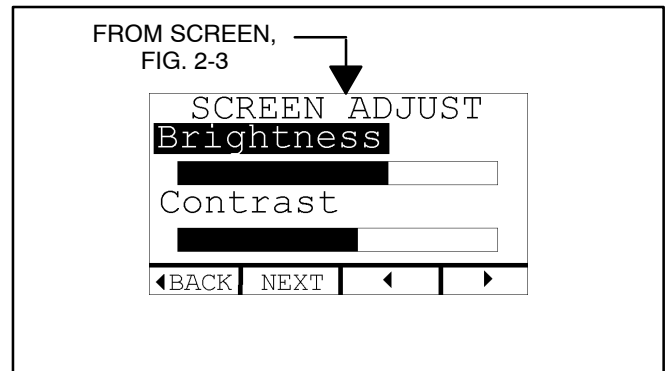 FROM SCREEN,
FIG. 2-3
SCREEN ADJUST
Brightness
Contrast
◀BACK NEXT ◀ ▶